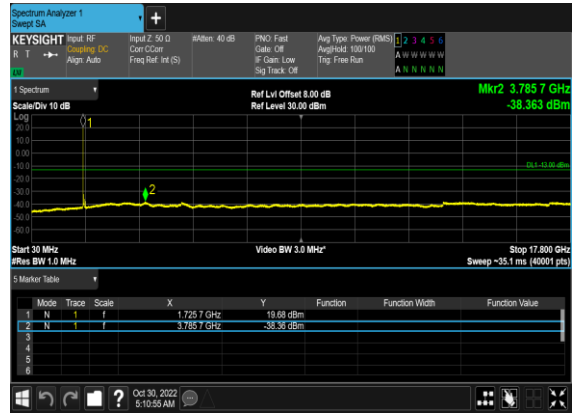 Spectrum Analyzer 1
Swept SA
+
KEYSIGHT Input: RF Input Z: 50 Ω #Atten: 40 dB PNO: Fast Avg Type: Power (RMS) 1 2 3 4 5 6
R T Coupling: DC Corr CCorr Gate: Off Avg|Hold: 100/100 A W W W W W
Align: Auto Freq Ref: Int (S) IF Gain: Low Trig: Free Run
LW Sig Track: Off A N N N N N
1 Spectrum Ref Lvl Offset 8.00 dB Mkr2 3.785 7 GHz
Scale/Div 10 dB Ref Level 30.00 dBm -38.363 dBm
Log
20.0
10.0
0.00
-10.0
-20.0
-30.0
-40.0
-50.0
-60.0
1
2
DL1 -13.00 dBm
Start 30 MHz Video BW 3.0 MHz* Stop 17.800 GHz
#Res BW 1.0 MHz Sweep ~35.1 ms (40001 pts)
5 Marker Table
Mode Trace Scale X Y Function Function Width Function Value
1 N 1 f 1.725 7 GHz 19.68 dBm
2 N 1 f 3.785 7 GHz -38.36 dBm
3
4
5
6
? Oct 30, 2022
5:10:55 AM